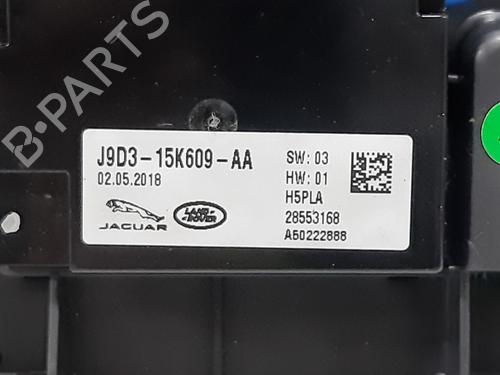 J9D3-15K609-AA
02.05.2018
SW: 03
HW: 01
H5PLA
28553168
A50222888
JAGUAR
LAND ROVER
B-PARTS